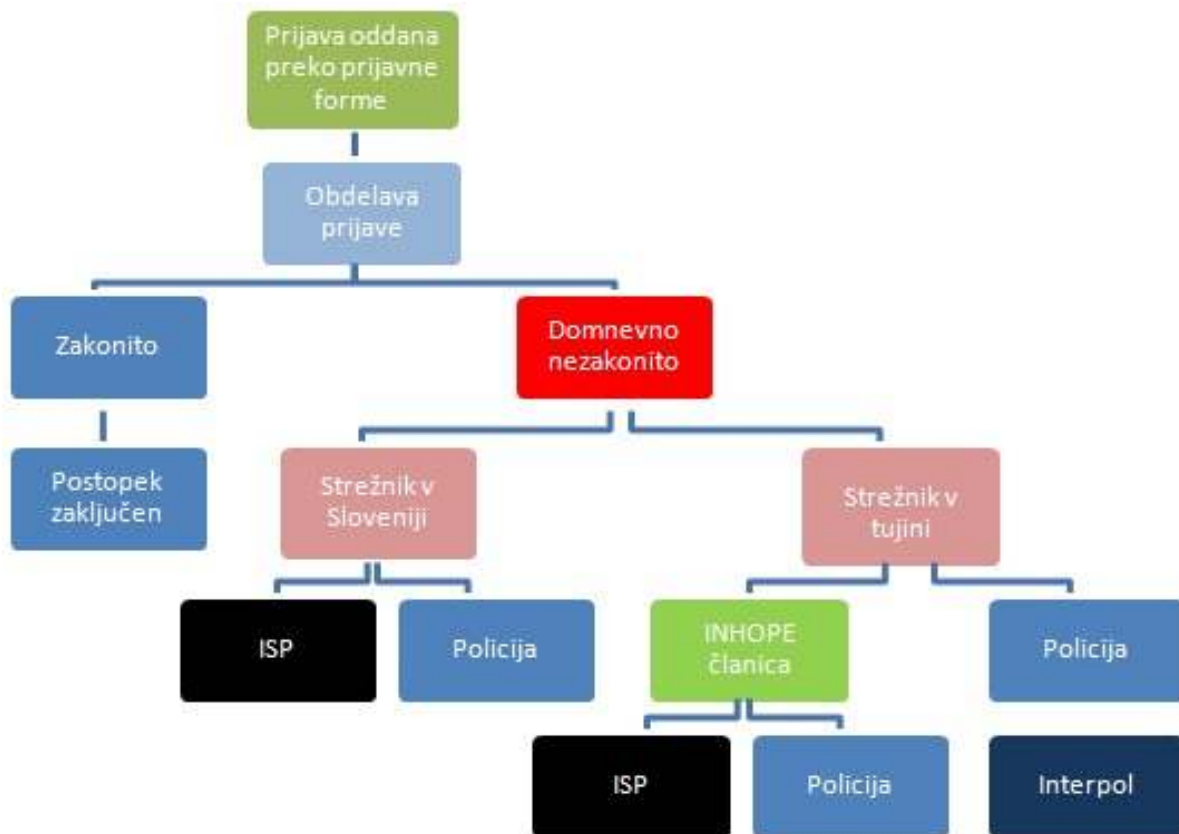 Prijava oddana
preko prijavne
forme
Obdelava
prijave
Zakonito
Domnevno
nezakonito
Postopek
zaključen
Strežnik v
Sloveniji
Strežnik v
tujini
ISP
Policija
INHOPE
članica
Policija
ISP
Policija
Interpol